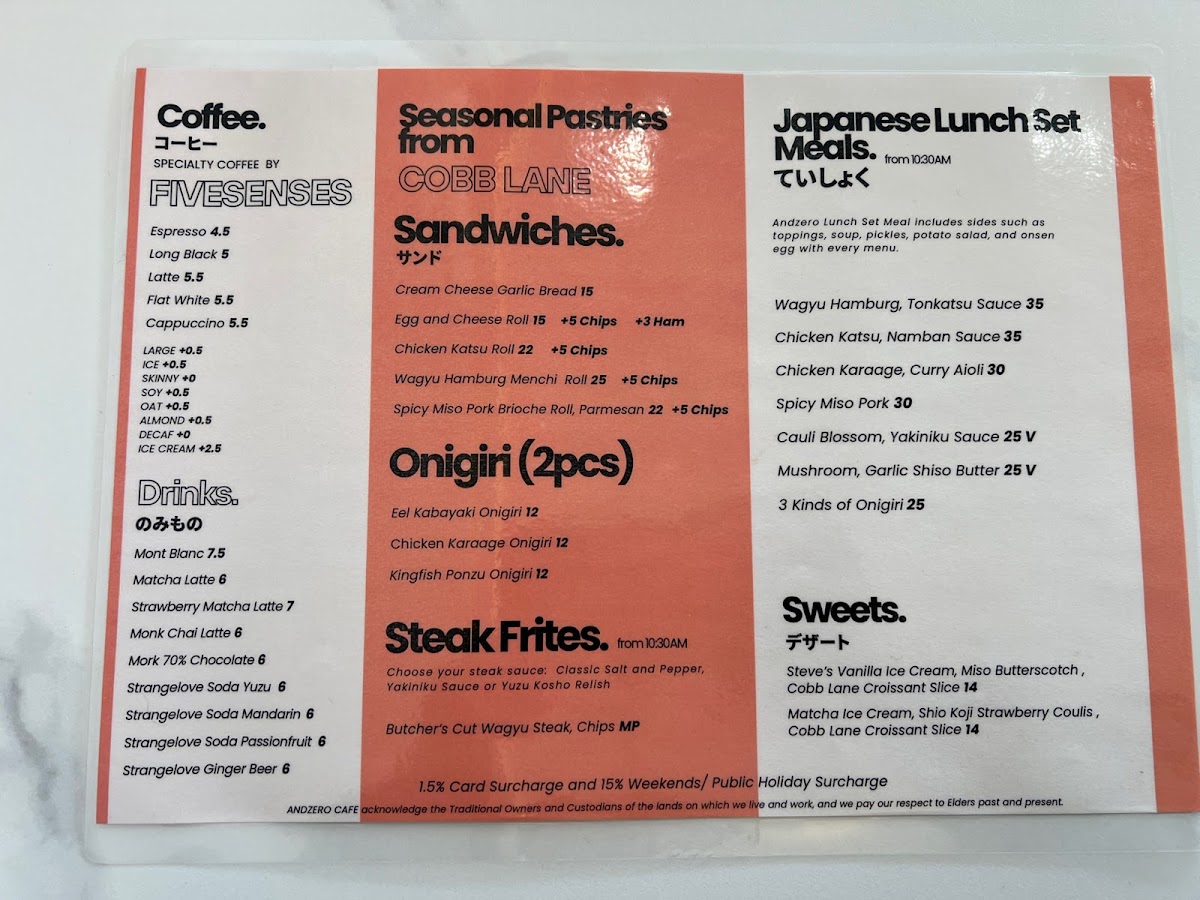 Coffee.
コーヒー
SPECIALTY COFFEE BY
FIVESENSES
Espresso 4.5
Long Black 5
Latte 5.5
Flat White 5.5
Cappuccino 5.5
LARGE +0.5
ICE +0.5
SKINNY +0
SOY +0.5
OAT +0.5
ALMOND +0.5
DECAF +0
ICE CREAM +2.5
Drinks.
のみもの
Mont Blanc 7.5
Matcha Latte 6
Strawberry Matcha Latte 7
Monk Chai Latte 6
Mork 70% Chocolate 6
Strangelove Soda Yuzu 6
Strangelove Soda Mandarin 6
Strangelove Soda Passionfruit 6
Strangelove Ginger Beer 6
Seasonal Pastries
from
COBB LANE
Sandwiches.
サンド
Cream Cheese Garlic Bread 15
Egg and Cheese Roll 15 +5 Chips +3 Ham
Chicken Katsu Roll 22 +5 Chips
Wagyu Hamburg Menchi Roll 25 +5 Chips
Spicy Miso Pork Brioche Roll, Parmesan 22 +5 Chips
Onigiri (2pcs)
Eel Kabayaki Onigiri 12
Chicken Karaage Onigiri 12
Kingfish Ponzu Onigiri 12
Steak Frites. from 10:30AM
Choose your steak sauce: Classic Salt and Pepper,
Yakiniku Sauce or Yuzu Kosho Relish
Butcher's Cut Wagyu Steak, Chips MP
Japanese Lunch Set
Meals. from 10:30AM
ていしょく
Andzero Lunch Set Meal includes sides such as
toppings, soup, pickles, potato salad, and onsen
egg with every menu.
Wagyu Hamburg, Tonkatsu Sauce 35
Chicken Katsu, Namban Sauce 35
Chicken Karaage, Curry Aioli 30
Spicy Miso Pork 30
Cauli Blossom, Yakiniku Sauce 25 V
Mushroom, Garlic Shiso Butter 25 V
3 Kinds of Onigiri 25
Sweets.
デザート
Steve's Vanilla Ice Cream, Miso Butterscotch ,
Cobb Lane Croissant Slice 14
Matcha Ice Cream, Shio Koji Strawberry Coulis ,
Cobb Lane Croissant Slice 14
1.5% Card Surcharge and 15% Weekends/ Public Holiday Surcharge
ANDZERO CAFE acknowledge the Traditional Owners and Custodians of the lands on which we live and work, and we pay our respect to Elders past and present.